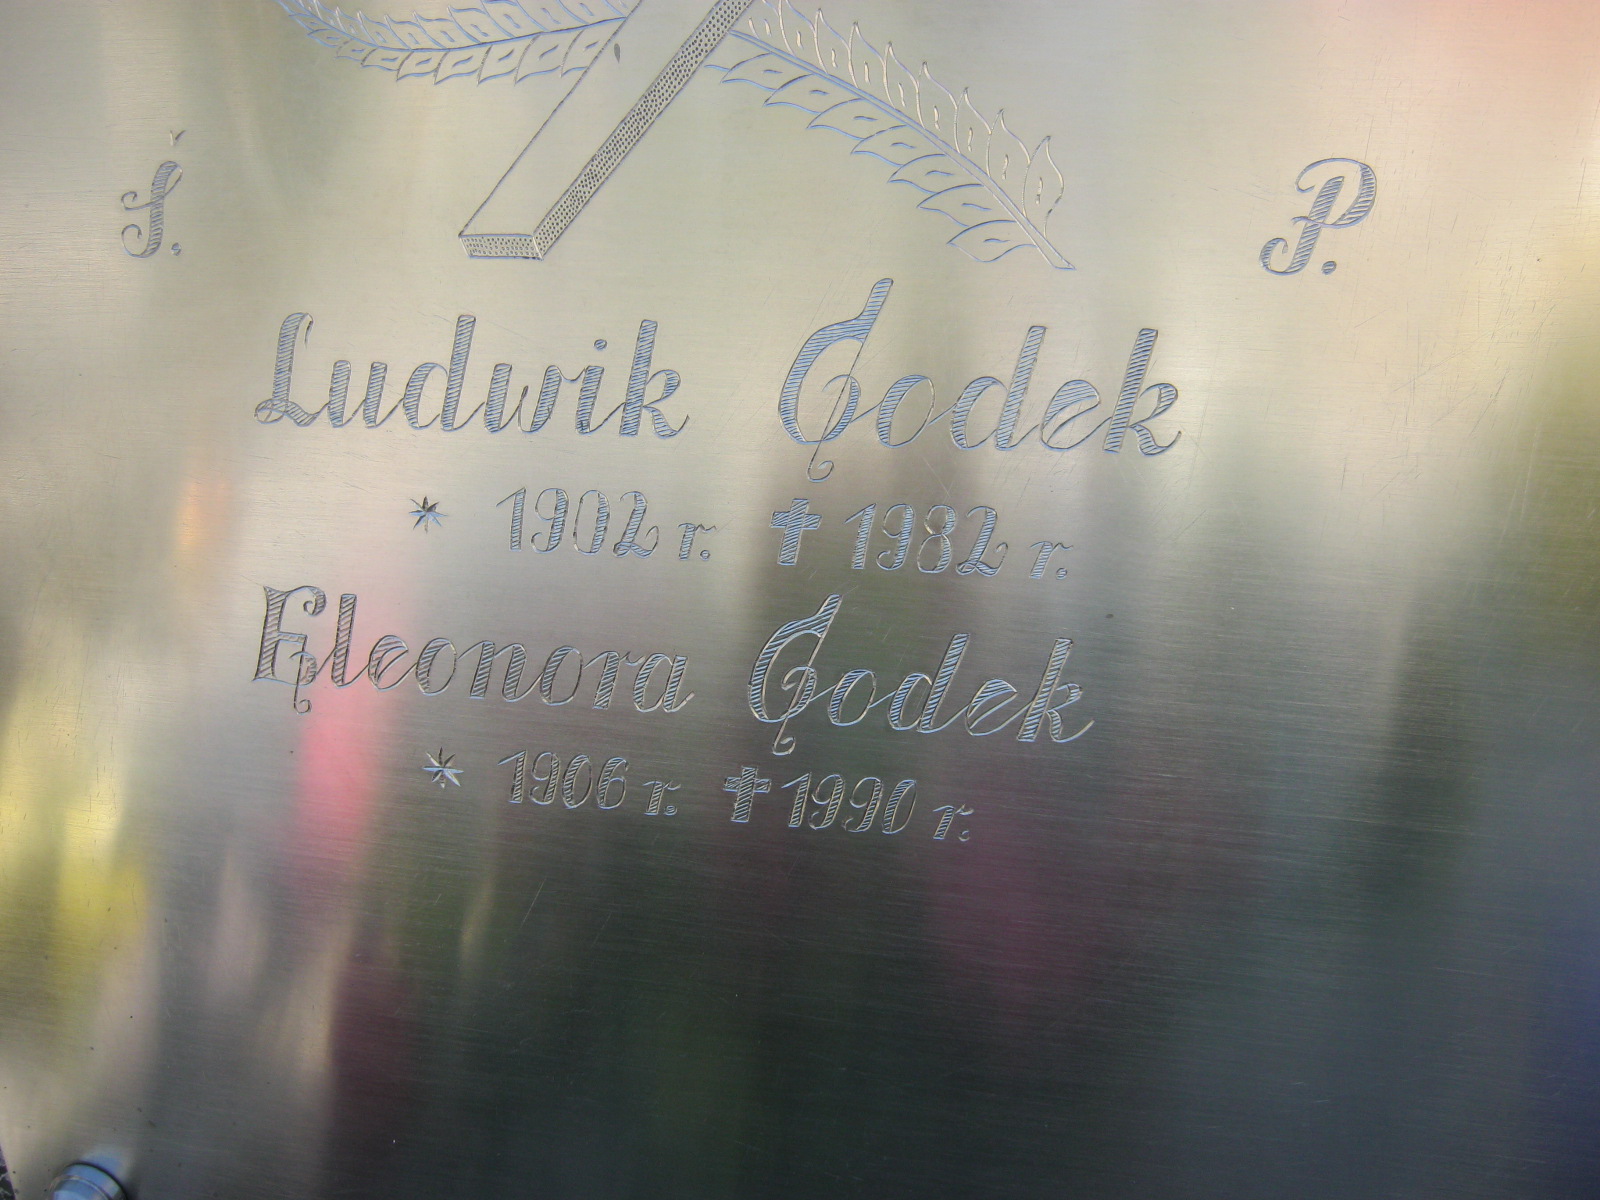 Ś. P.
Ludwik Godek
* 1902 r. ✝ 1982 r.
Eleonora Godek
* 1906 r. ✝ 1990 r.